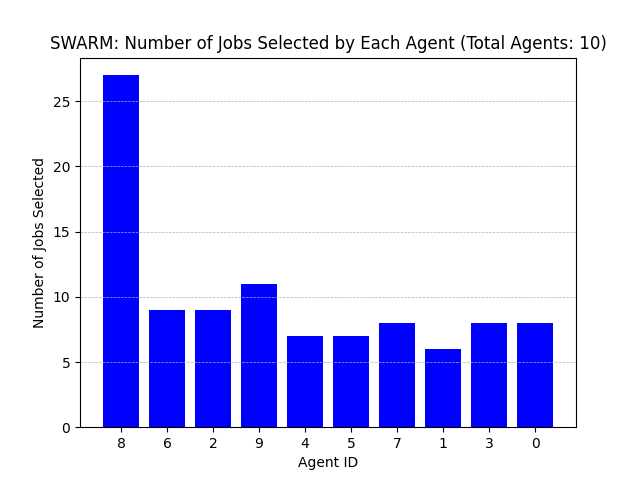 SWARM: Number of Jobs Selected by Each Agent (Total Agents: 10)
Number of Jobs Selected
25
20
15
10
5
0
8 6 2 9 4 5 7 1 3 0
Agent ID